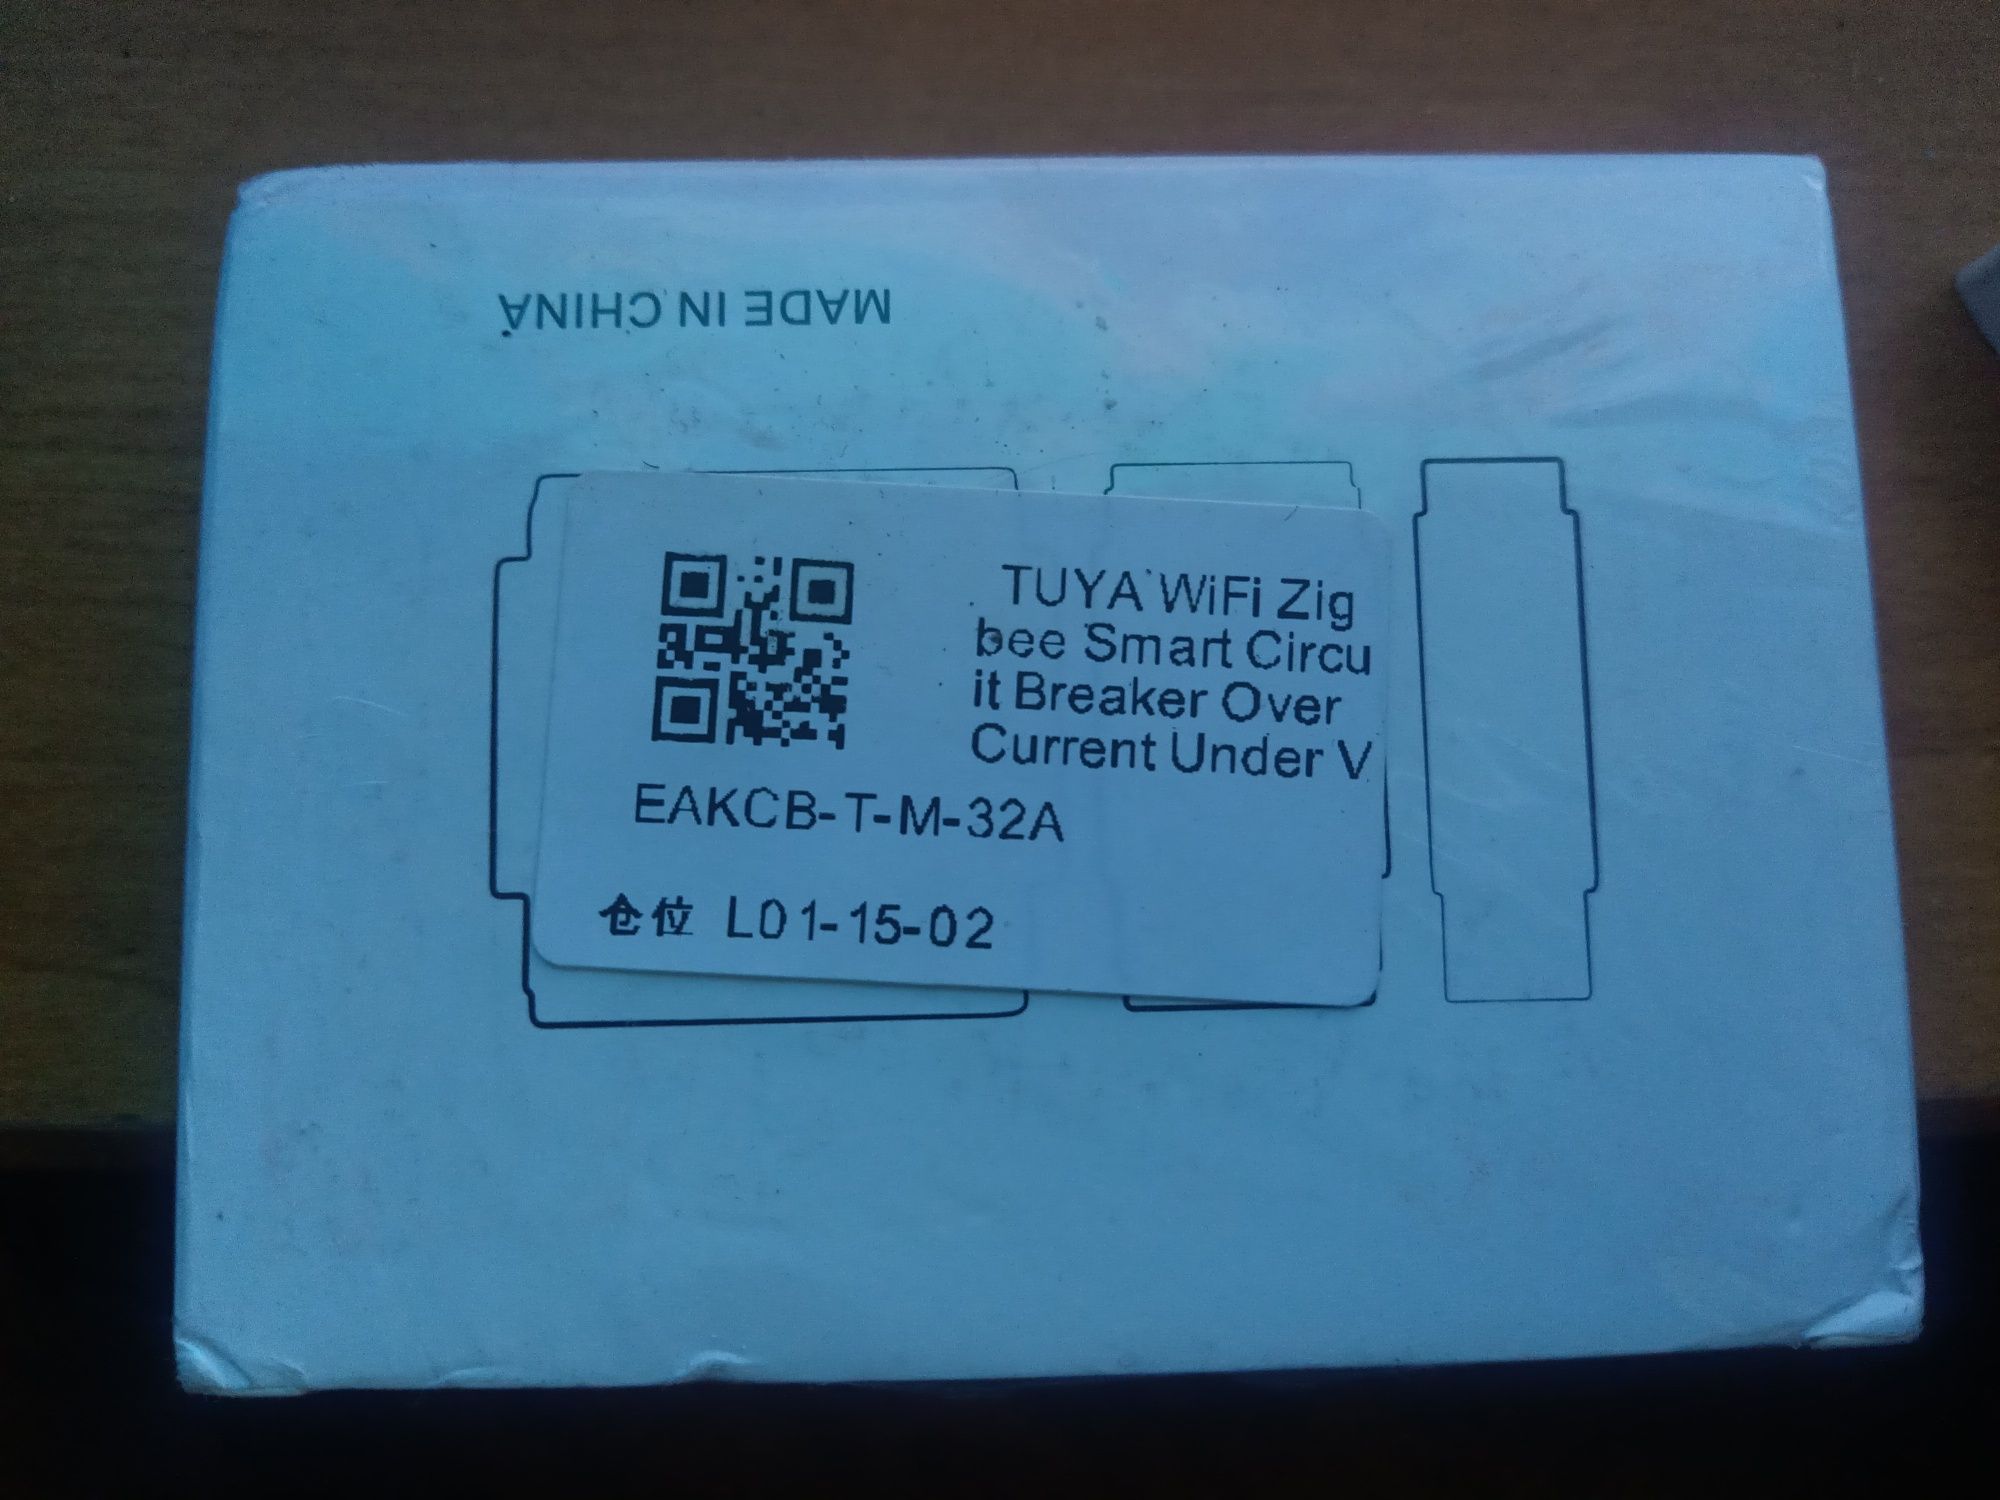 MADE IN CHINA
TUYA WiFi Zig
bee Smart Circu
it Breaker Over
Current Under V
EAKCB-T-M-32A
仓位 L01-15-02